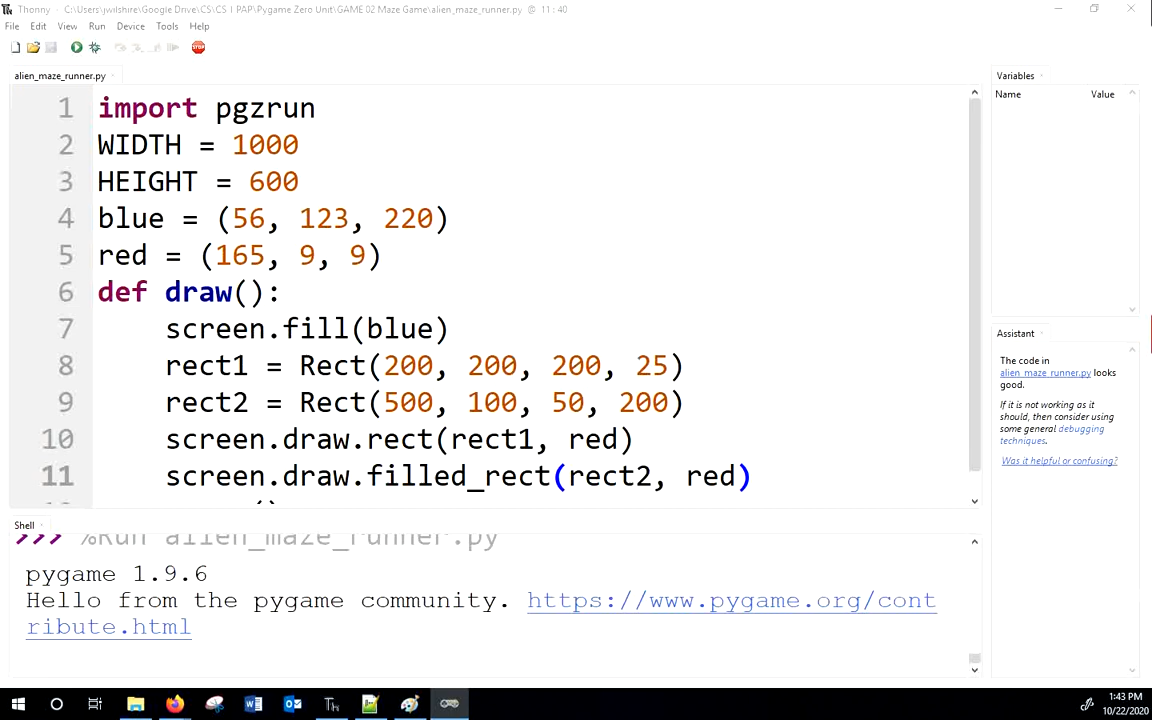 Thonny - C:\Users\jwilshire\Google Drive\CS\CS I PAP\Pygame Zero Unit\GAME 02 Maze Game\alien_maze_runner.py @ 11 : 40
File Edit View Run Device Tools Help
STOP
alien_maze_runner.py
1 import pgzrun
2 WIDTH = 1000
3 HEIGHT = 600
4 blue = (56, 123, 220)
5 red = (165, 9, 9)
6 def draw():
7 screen.fill(blue)
8 rect1 = Rect(200, 200, 200, 25)
9 rect2 = Rect(500, 100, 50, 200)
10 screen.draw.rect(rect1, red)
11 screen.draw.filled_rect(rect2, red)
Shell
>>> %Run alien_maze_runner.py
pygame 1.9.6
Hello from the pygame community. https://www.pygame.org/cont
ribute.html
Variables
Name Value
Assistant
The code in
alien_maze_runner.py looks
good.
If it is not working as it
should, then consider using
some general debugging
techniques.
Was it helpful or confusing?
1:43 PM
10/22/2020